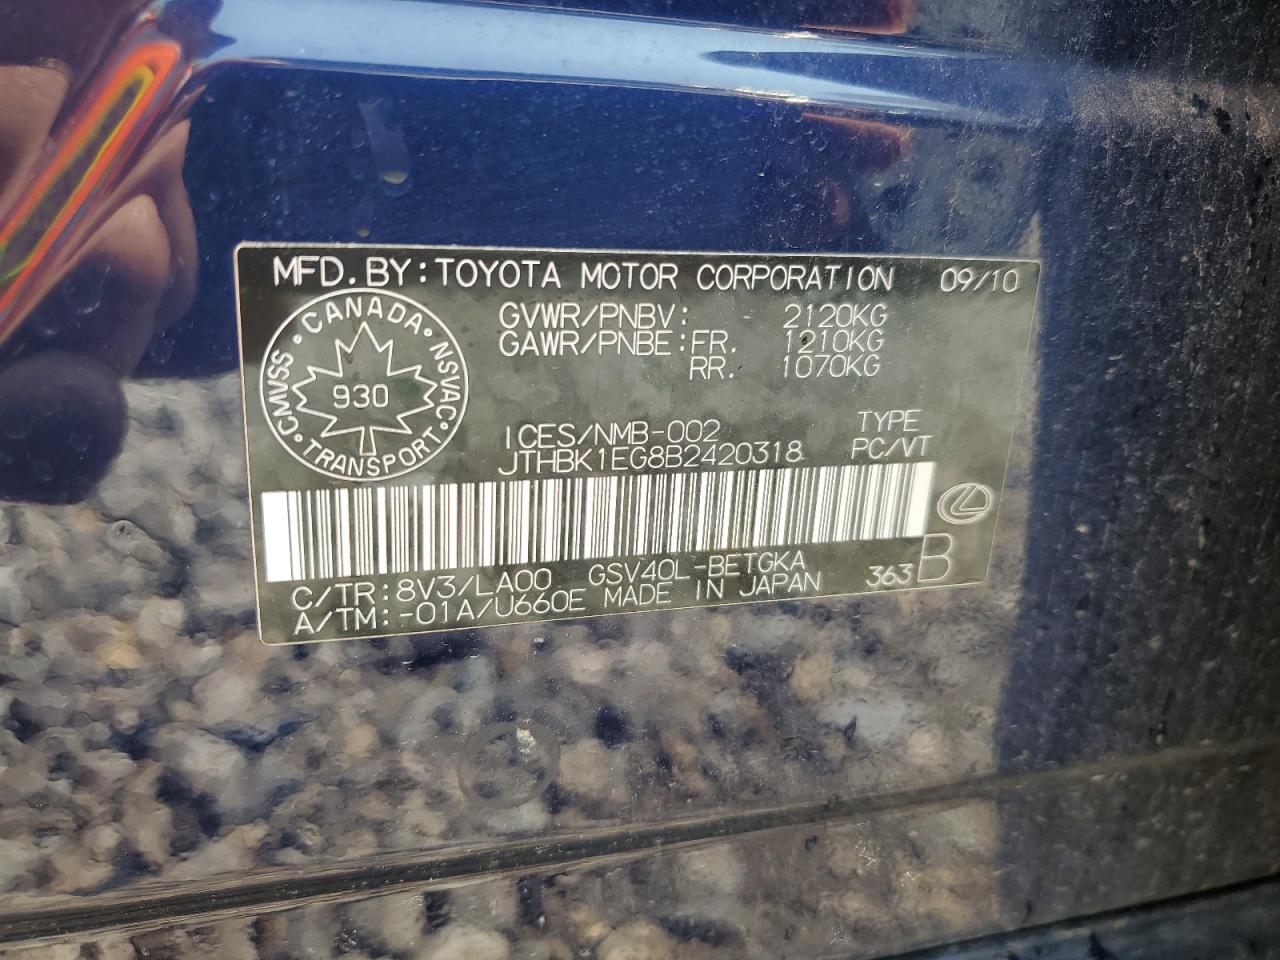 MFD.BY:TOYOTA MOTOR CORPORATION 09/10
CANADA · NSVAC · TRANSPORT · CMVSS ·
930
GVWR/PNBV: 2120KG
GAWR/PNBE:FR. 1210KG
RR. 1070KG
ICES/NMB-002 TYPE
JTHBK1EG8B2420318 PC/VT
C/TR:8V3/LA00 GSV40L-BETGKA 363 B
A/TM:-01A/U660E MADE IN JAPAN